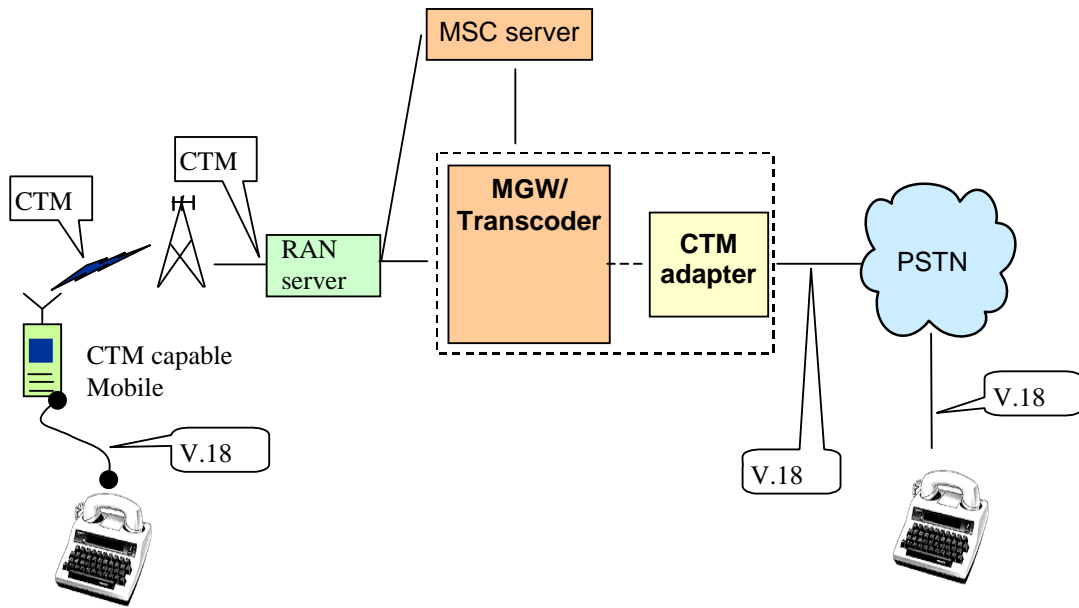 MSC server
CTM
CTM
MGW/
Transcoder
RAN
server
CTM
adapter
PSTN
CTM capable
Mobile
V.18
V.18
V.18